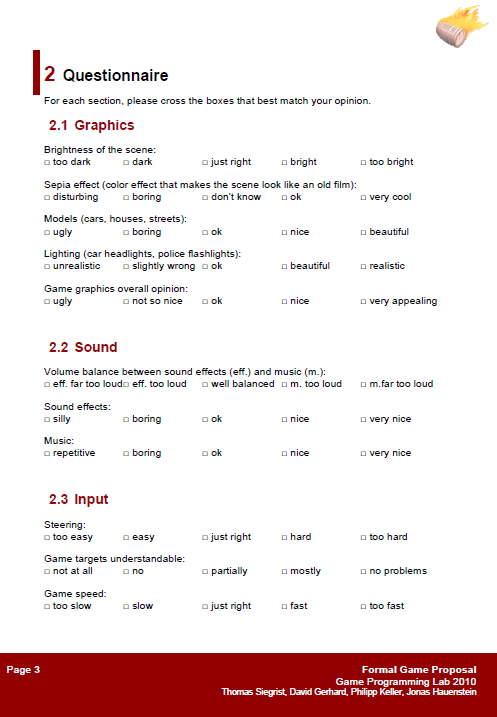 2 Questionnaire
For each section, please cross the boxes that best match your opinion.
2.1 Graphics
Brightness of the scene:
□ too dark □ dark □ just right □ bright □ too bright
Sepia effect (color effect that makes the scene look like an old film):
□ disturbing □ boring □ don't know □ ok □ very cool
Models (cars, houses, streets):
□ ugly □ boring □ ok □ nice □ beautiful
Lighting (car headlights, police flashlights):
□ unrealistic □ slightly wrong □ ok □ beautiful □ realistic
Game graphics overall opinion:
□ ugly □ not so nice □ ok □ nice □ very appealing
2.2 Sound
Volume balance between sound effects (eff.) and music (m.):
□ eff. far too loud□ eff. too loud □ well balanced □ m. too loud □ m.far too loud
Sound effects:
□ silly □ boring □ ok □ nice □ very nice
Music:
□ repetitive □ boring □ ok □ nice □ very nice
2.3 Input
Steering:
□ too easy □ easy □ just right □ hard □ too hard
Game targets understandable:
□ not at all □ no □ partially □ mostly □ no problems
Game speed:
□ too slow □ slow □ just right □ fast □ too fast
Page 3 Formal Game Proposal
Game Programming Lab 2010
Thomas Siegrist, David Gerhard, Philipp Keller, Jonas Hauenstein